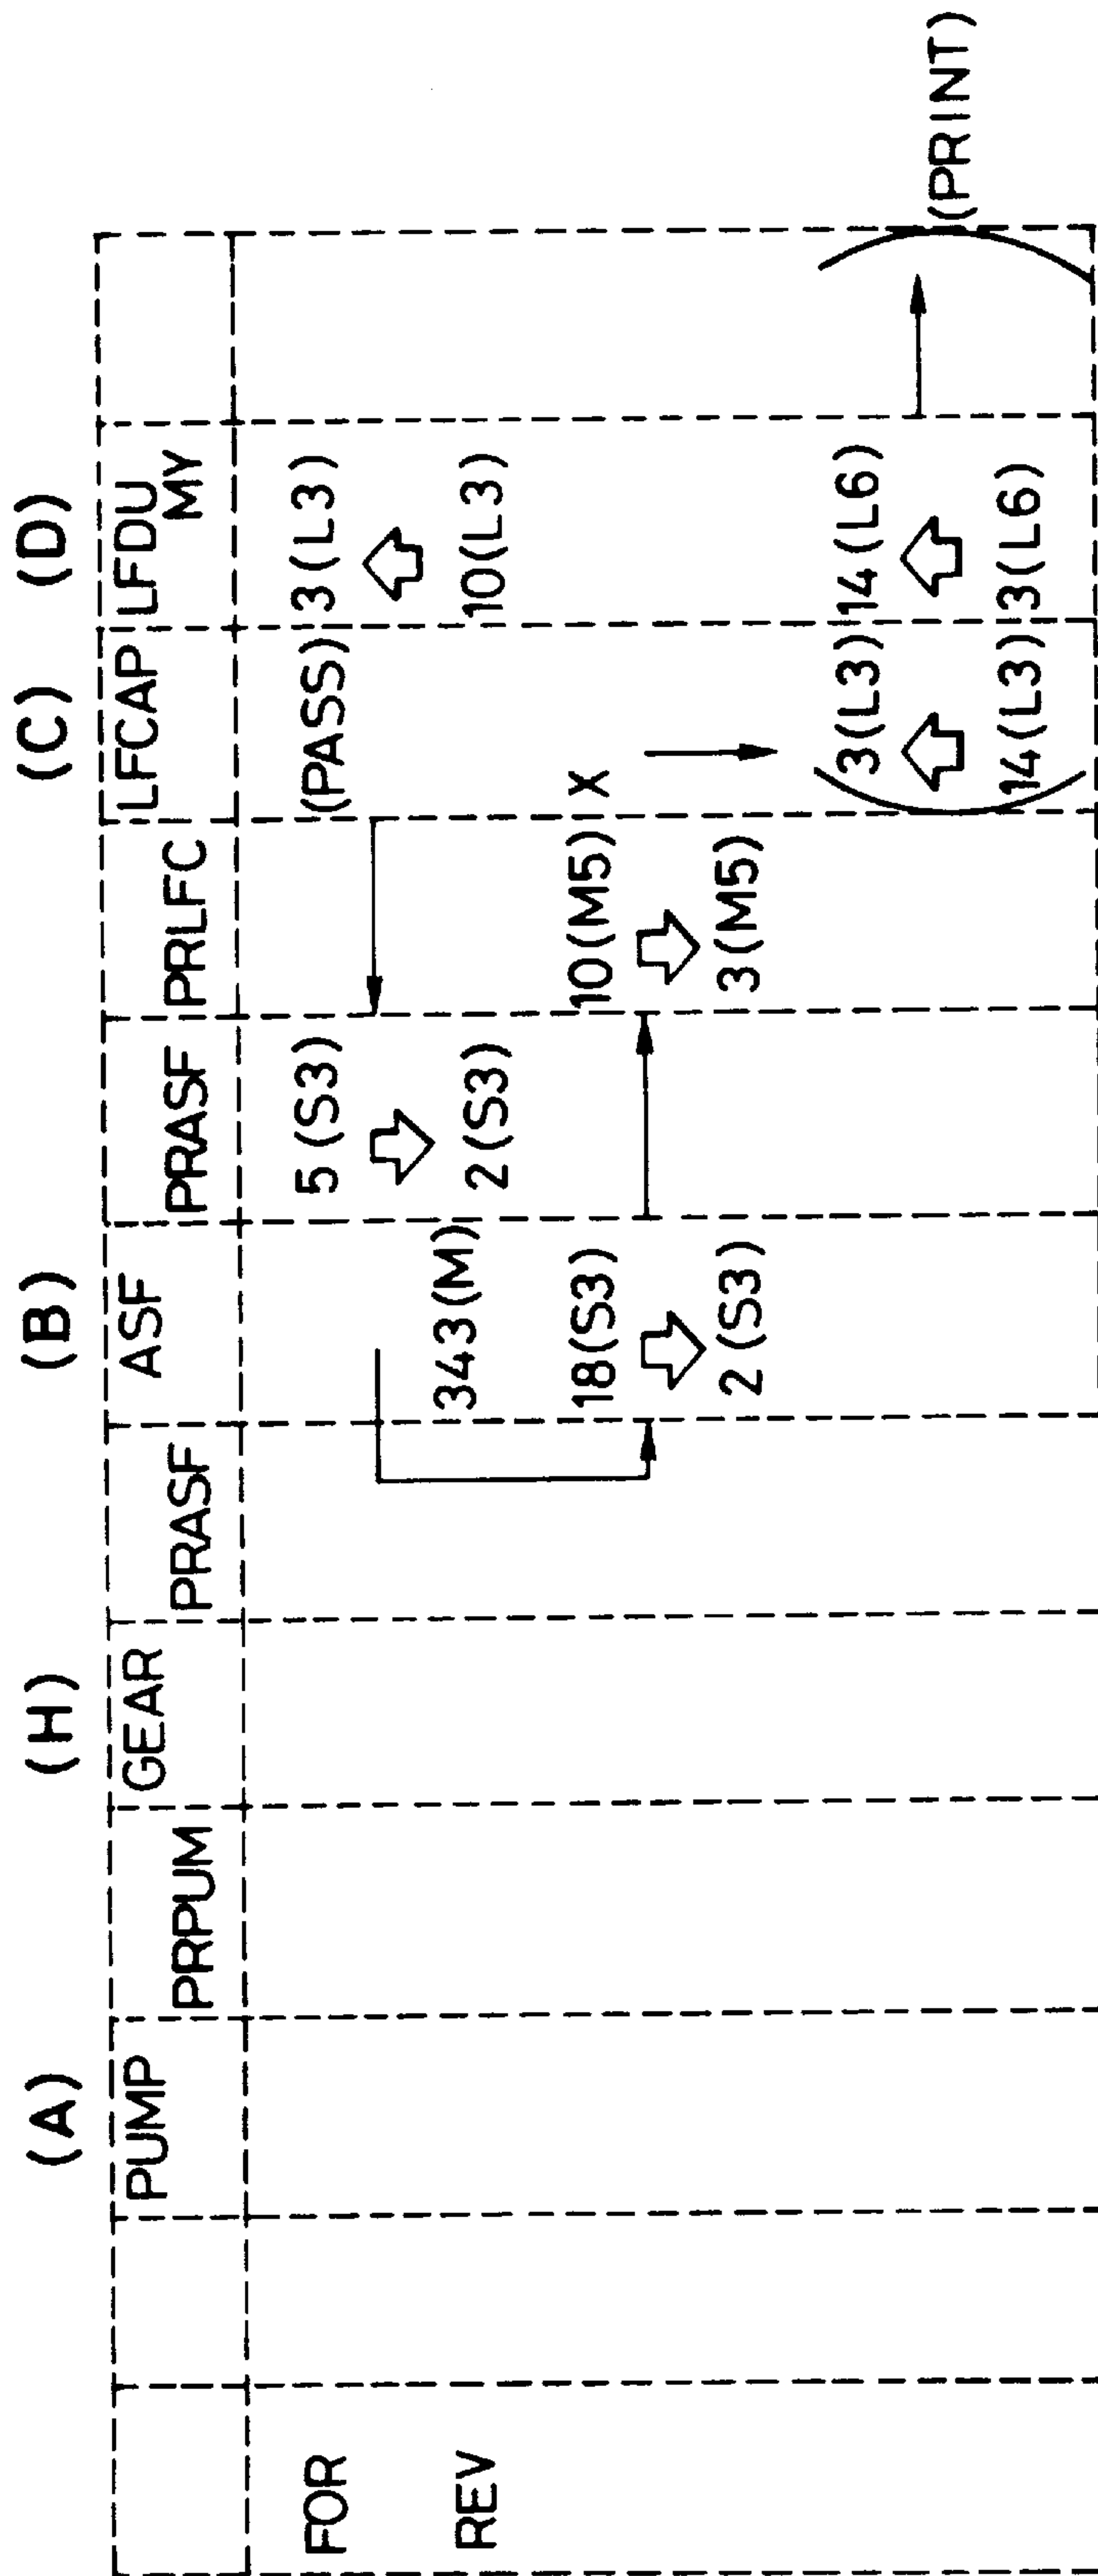 (A) (H) (B) (C) (D)
PUMP PRPUM GEAR PRASF ASF PRASF PRLFC LFCAP LFDU
MY
FOR 5 (S3) (PASS) 3 (L3)
REV 343(M) 2 (S3) 10(L3)
18(S3) 10(M5) X
2 (S3) 3(M5)
3(L3) 14(L6)
(PRINT)
14(L3) 3(L6)